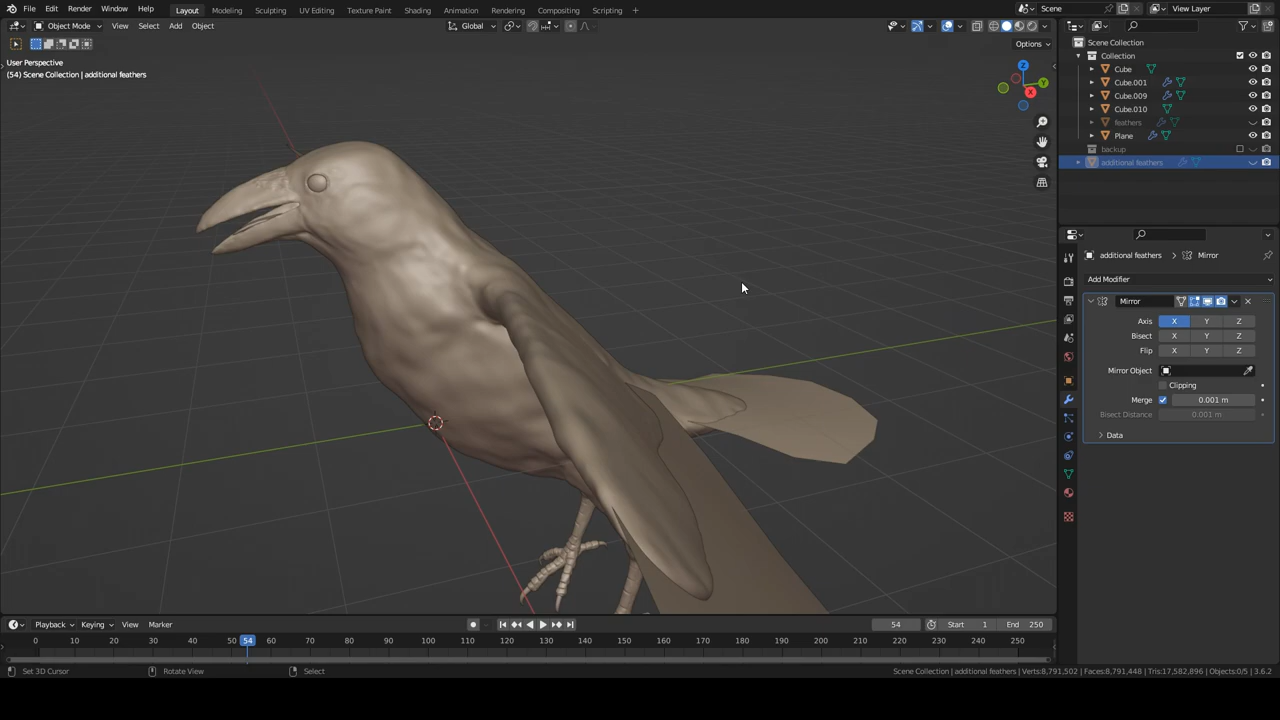 File Edit Render Window Help Layout Modeling Sculpting UV Editing Texture Paint Shading Animation Rendering Compositing Scripting + Scene View Layer
Object Mode View Select Add Object Global
Options
User Perspective
(54) Scene Collection | additional feathers
Z
Y
X
Scene Collection
Collection
Cube
Cube.001
Cube.009
Cube.010
feathers
Plane
backup
additional feathers
additional feathers > Mirror
Add Modifier
Mirror
Axis X Y Z
Bisect X Y Z
Flip X Y Z
Mirror Object
Clipping
Merge 0.001 m
Bisect Distance 0.001 m
Data
Playback Keying View Marker 54 Start 1 End 250
0 10 20 30 40 50 54 60 70 80 90 100 110 120 130 140 150 160 170 180 190 200 210 220 230 240 250
Set 3D Cursor Rotate View Select Scene Collection | additional feathers | Verts:8,791,502 | Faces:8,791,448 | Tris:17,582,896 | Objects:0/5 | 3.6.2